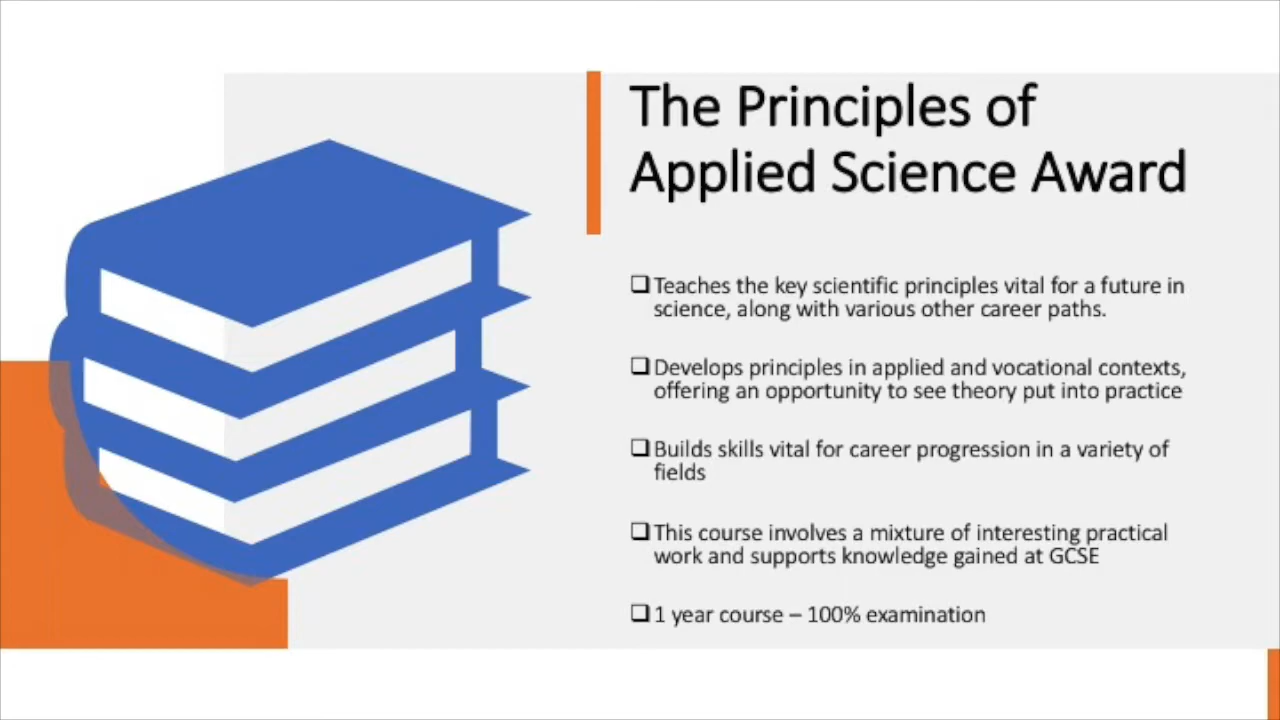 The Principles of
Applied Science Award
❑Teaches the key scientific principles vital for a future in
science, along with various other career paths.
❑Develops principles in applied and vocational contexts,
offering an opportunity to see theory put into practice
❑Builds skills vital for career progression in a variety of
fields
❑This course involves a mixture of interesting practical
work and supports knowledge gained at GCSE
❑1 year course – 100% examination